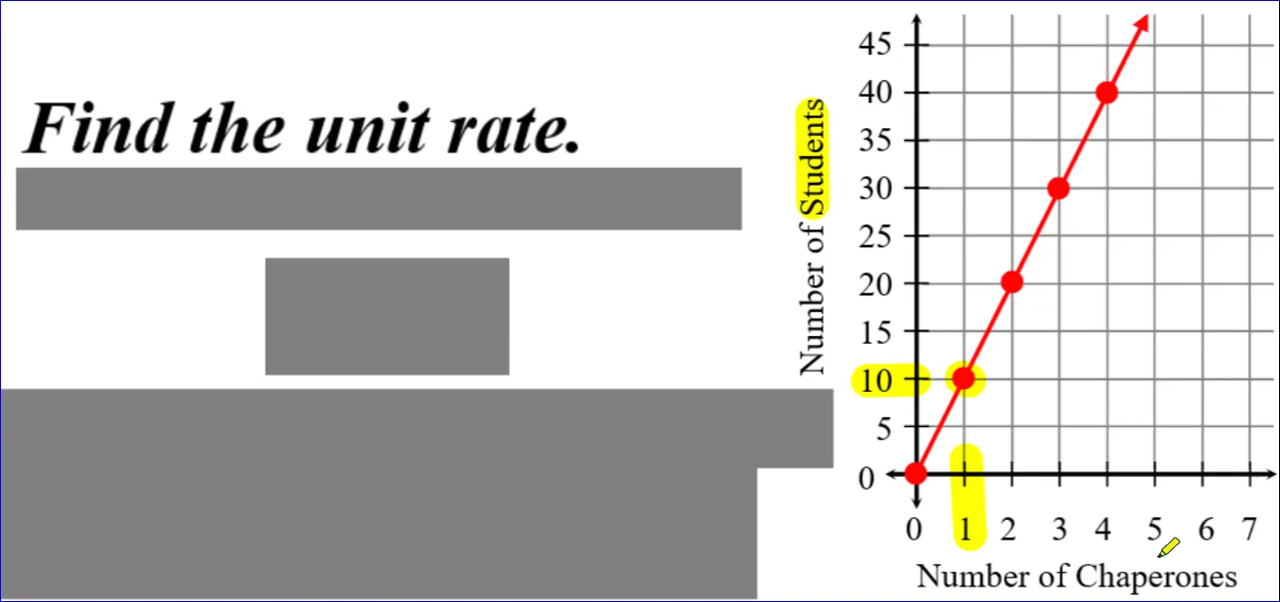 Find the unit rate.
Number of Students
45
40
35
30
25
20
15
10
5
0
0 1 2 3 4 5 6 7
Number of Chaperones